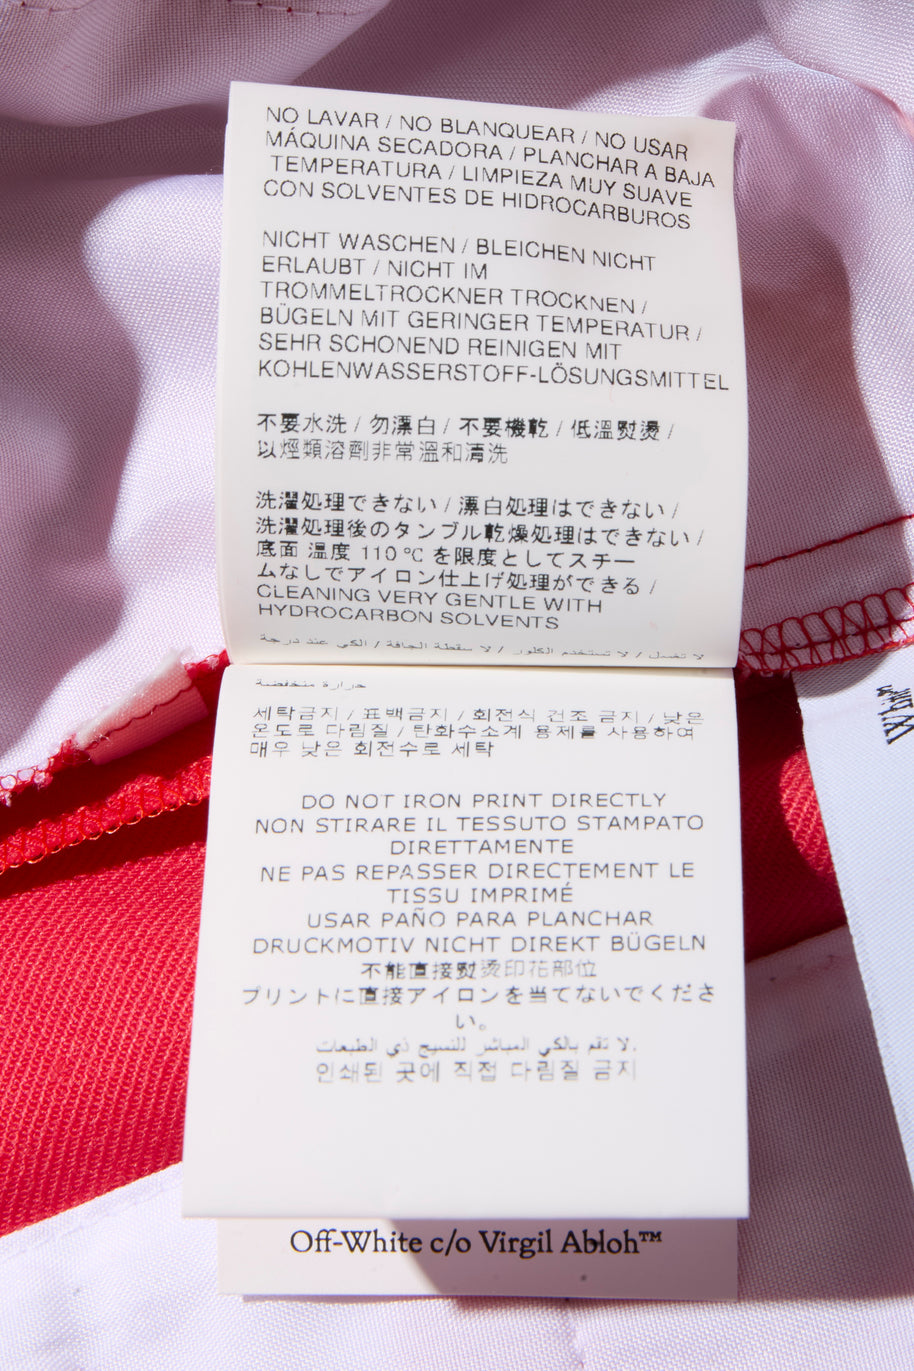 NO LAVAR / NO BLANQUEAR / NO USAR
MÁQUINA SECADORA / PLANCHAR A BAJA
TEMPERATURA / LIMPIEZA MUY SUAVE
CON SOLVENTES DE HIDROCARBUROS
NICHT WASCHEN / BLEICHEN NICHT
ERLAUBT / NICHT IM
TROMMELTROCKNER TROCKNEN /
BÜGELN MIT GERINGER TEMPERATUR /
SEHR SCHONEND REINIGEN MIT
KOHLENWASSERSTOFF-LÖSUNGSMITTEL
不要水洗 / 勿漂白 / 不要機乾 / 低溫熨燙 /
以烴類溶劑非常溫和清洗
洗濯処理できない / 漂白処理はできない /
洗濯処理後のタンブル乾燥処理はできない /
底面 温度 110 ℃ を限度としてスチー
ムなしでアイロン仕上げ処理ができる /
CLEANING VERY GENTLE WITH
HYDROCARBON SOLVENTS
لا تغسل / لا تستخدم الكلور / لا سقطة الجافة / الكي عند درجة
حرارة منخفضة
세탁금지 / 표백금지 / 회전식 건조 금지 / 낮은
온도로 다림질 / 탄화수소계 용제를 사용하여
매우 낮은 회전수로 세탁
DO NOT IRON PRINT DIRECTLY
NON STIRARE IL TESSUTO STAMPATO
DIRETTAMENTE
NE PAS REPASSER DIRECTEMENT LE
TISSU IMPRIMÉ
USAR PAÑO PARA PLANCHAR
DRUCKMOTIV NICHT DIREKT BÜGELN
不能直接熨烫印花部位
プリントに直接アイロンを当てないでくださ
い。
لا تقم بالكي المباشر للنسيج ذي الطبعات.
인쇄된 곳에 직접 다림질 금지
Off-White c/o Virgil Abloh™